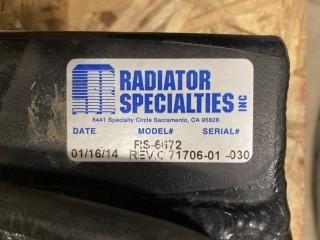 RADIATOR
SPECIALTIES INC
8441 Specialty Circle Sacramento, CA 95828
DATE MODEL# SERIAL#
RS-6672
01/16/14 REV.C 71706-01 -030